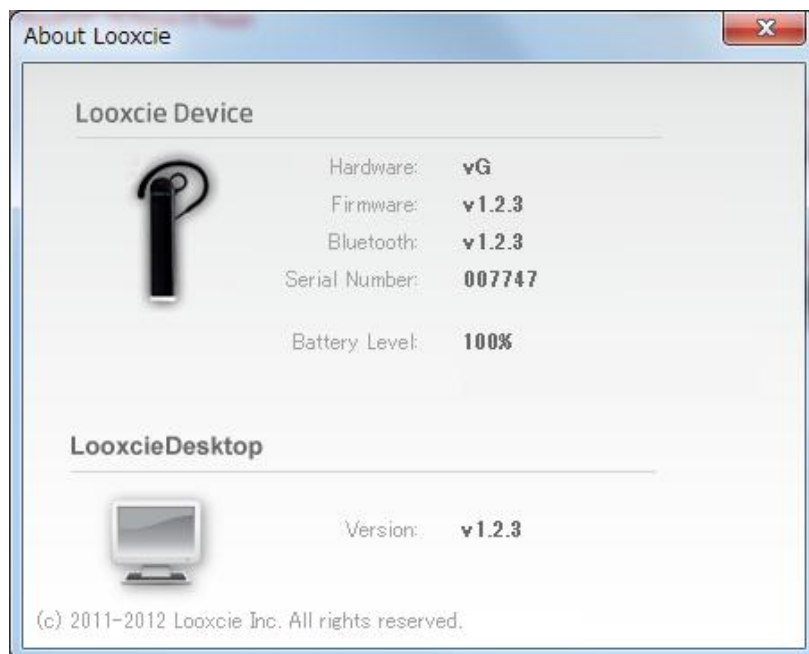 About Looxcie
Looxcie Device
Hardware: vG
Firmware: v1.2.3
Bluetooth: v1.2.3
Serial Number: 007747
Battery Level: 100%
LooxcieDesktop
Version: v1.2.3
(c) 2011-2012 Looxcie Inc. All rights reserved.